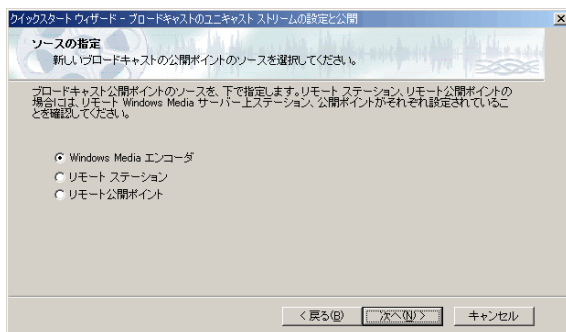 クイックスタート ウィザード - ブロードキャストのユニキャスト ストリームの設定と公開
ソースの指定
新しいブロードキャストの公開ポイントのソースを選択してください。
ブロードキャスト公開ポイントのソースを、下で指定します。リモート ステーション、リモート公開ポイントの
場合には、リモート Windows Media サーバー上ステーション、公開ポイントがそれぞれ設定されているこ
とを確認してください。
Windows Media エンコーダ
リモート ステーション
リモート公開ポイント
< 戻る(B)
次へ(N) >
キャンセル